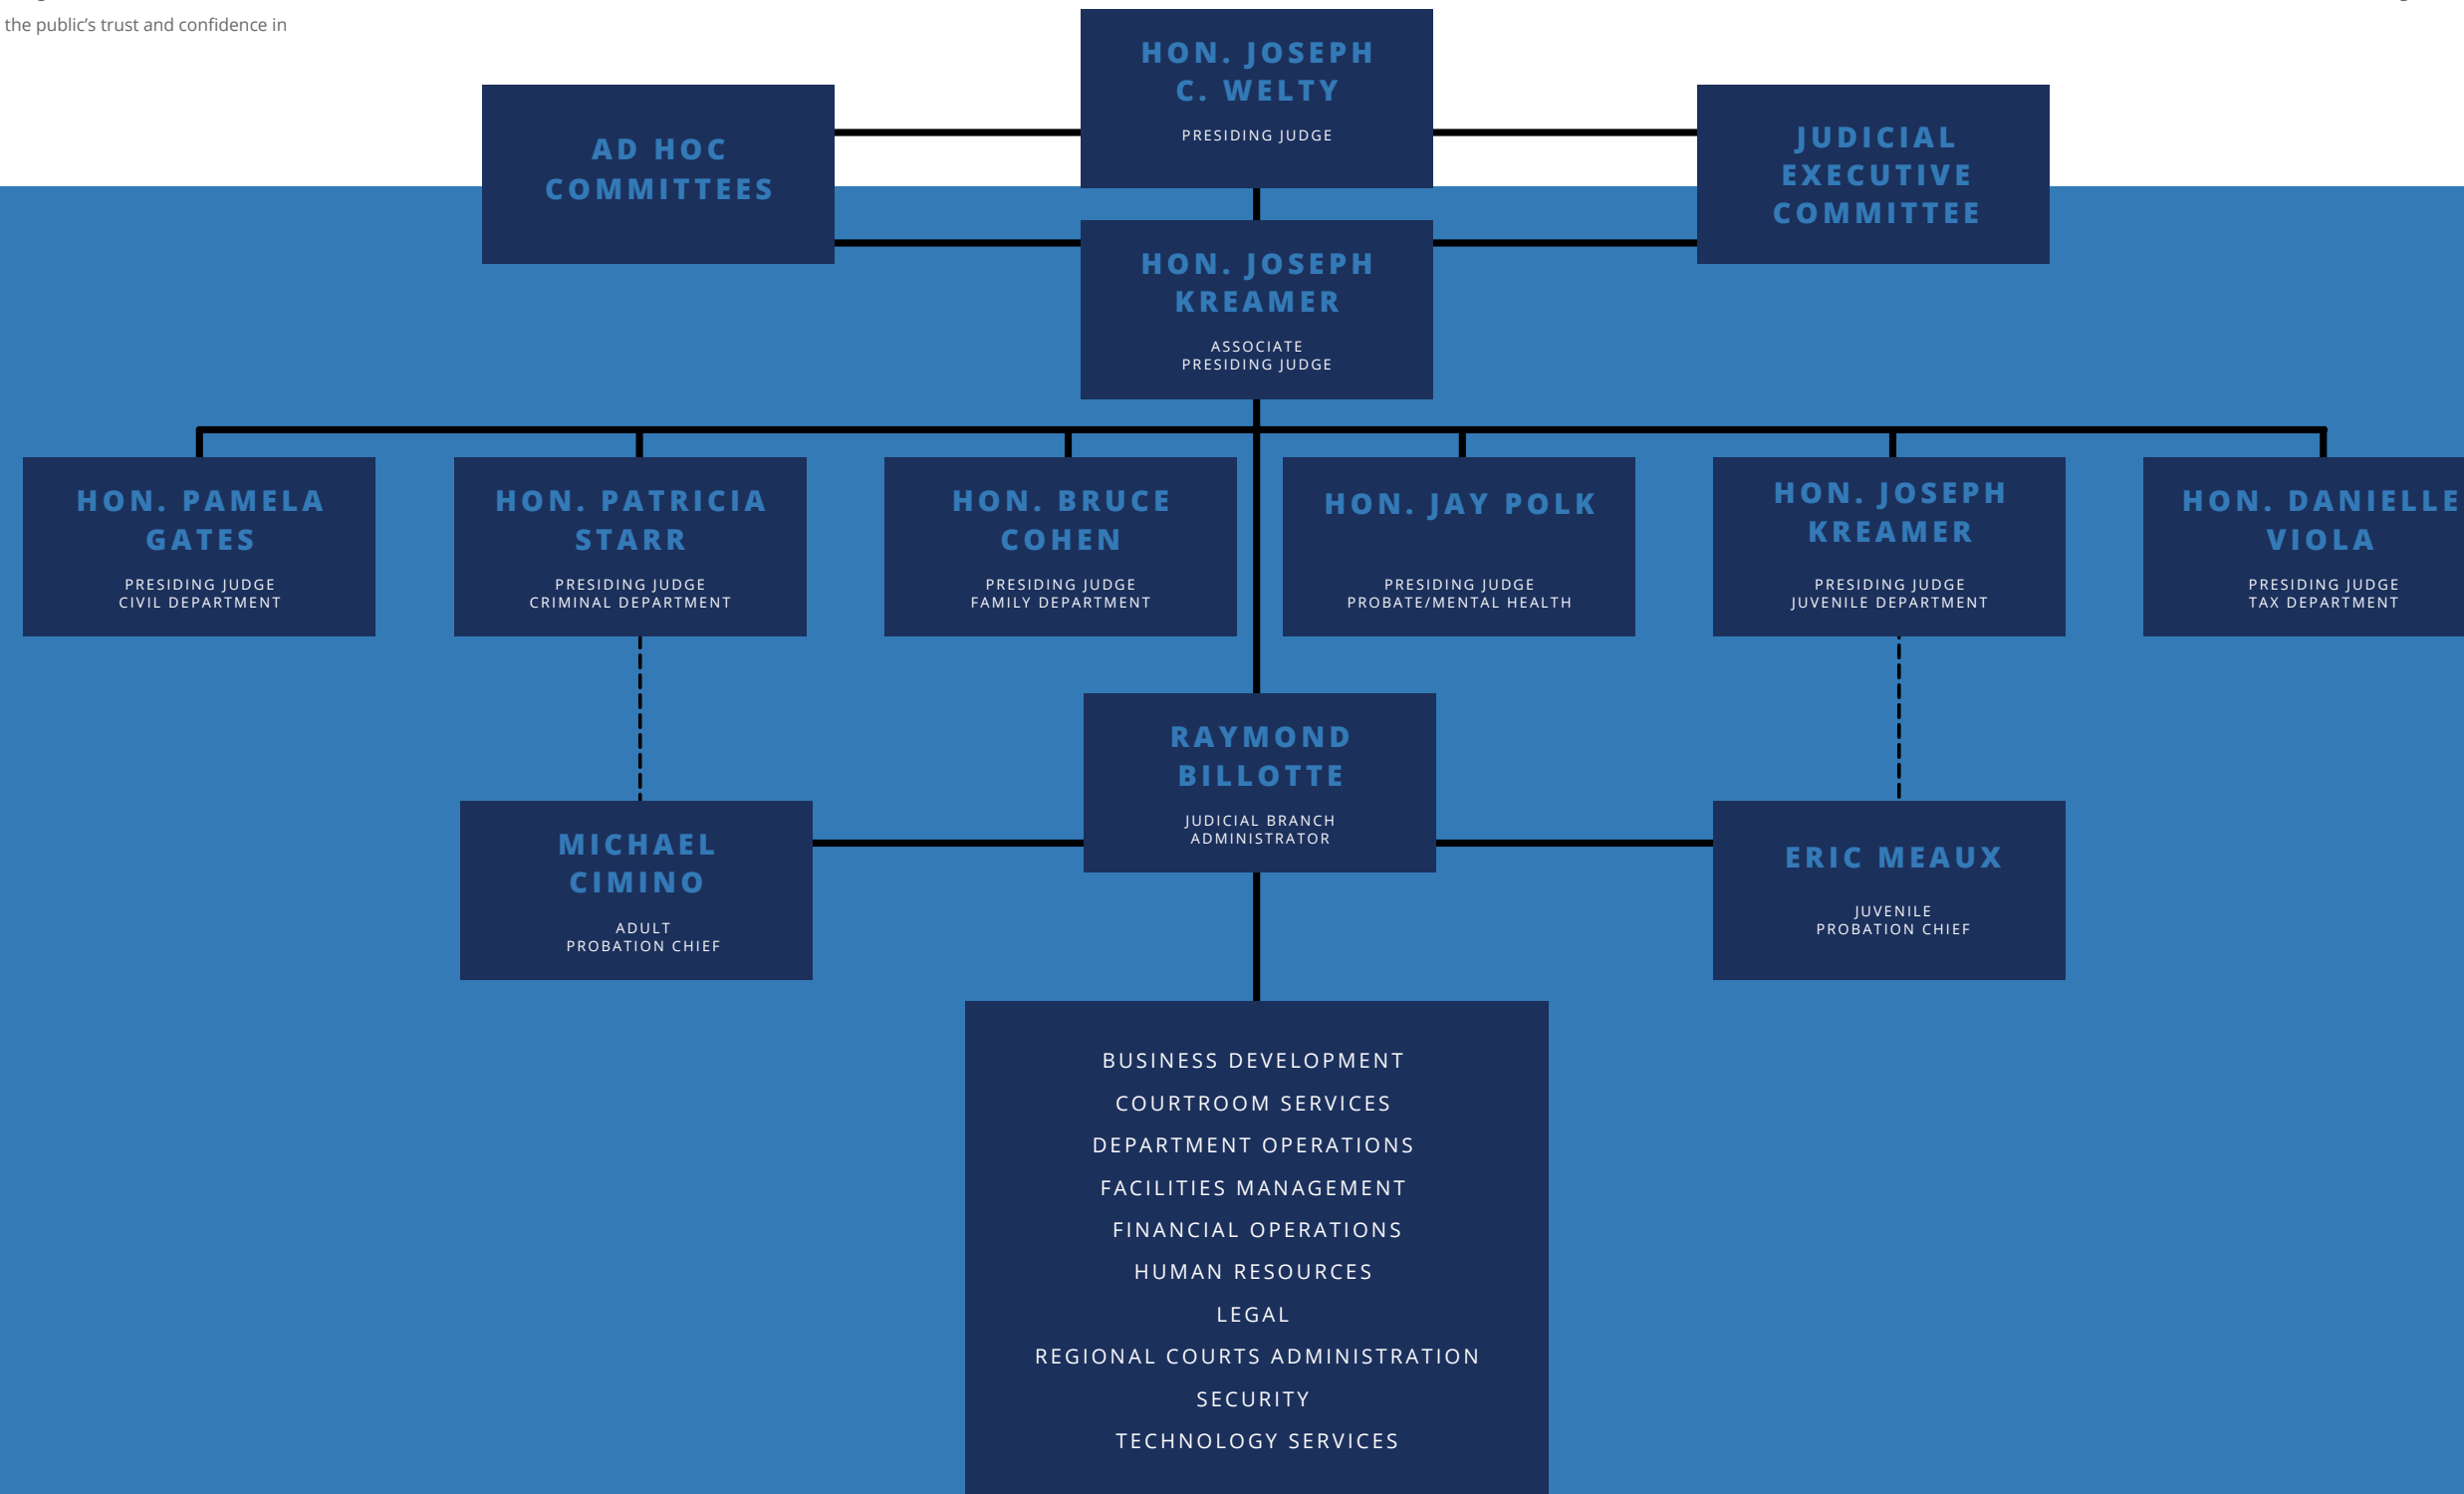 the public’s trust and confidence in
HON. JOSEPH
C. WELTY
PRESIDING JUDGE
AD HOC
COMMITTEES
JUDICIAL
EXECUTIVE
COMMITTEE
HON. JOSEPH
KREAMER
ASSOCIATE
PRESIDING JUDGE
HON. PAMELA
GATES
PRESIDING JUDGE
CIVIL DEPARTMENT
HON. PATRICIA
STARR
PRESIDING JUDGE
CRIMINAL DEPARTMENT
HON. BRUCE
COHEN
PRESIDING JUDGE
FAMILY DEPARTMENT
HON. JAY POLK
PRESIDING JUDGE
PROBATE/MENTAL HEALTH
HON. JOSEPH
KREAMER
PRESIDING JUDGE
JUVENILE DEPARTMENT
HON. DANIELLE
VIOLA
PRESIDING JUDGE
TAX DEPARTMENT
RAYMOND
BILLOTTE
JUDICIAL BRANCH
ADMINISTRATOR
MICHAEL
CIMINO
ADULT
PROBATION CHIEF
ERIC MEAUX
JUVENILE
PROBATION CHIEF
BUSINESS DEVELOPMENT
COURTROOM SERVICES
DEPARTMENT OPERATIONS
FACILITIES MANAGEMENT
FINANCIAL OPERATIONS
HUMAN RESOURCES
LEGAL
REGIONAL COURTS ADMINISTRATION
SECURITY
TECHNOLOGY SERVICES